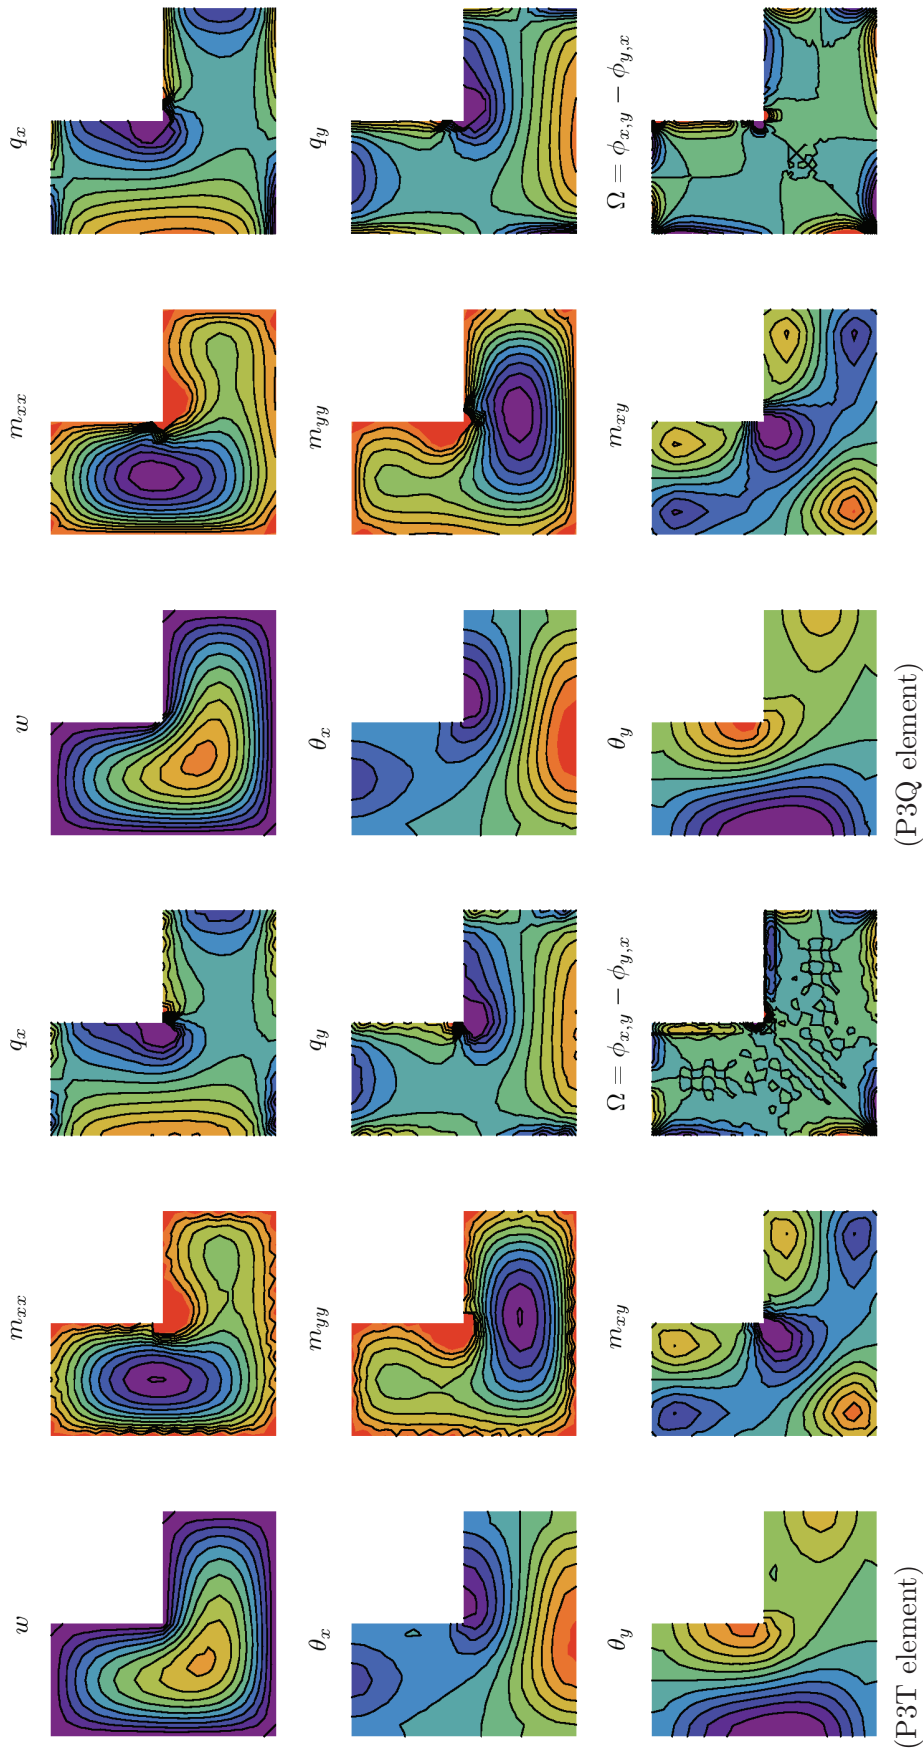 w
m_{xx}
q_x
w
m_{xx}
q_x
θ_x
m_{yy}
q_y
θ_x
m_{yy}
q_y
θ_y
m_{xy}
Ω = ϕ_{x,y} − ϕ_{y,x}
θ_y
m_{xy}
Ω = ϕ_{x,y} − ϕ_{y,x}
(P3T element)
(P3Q element)